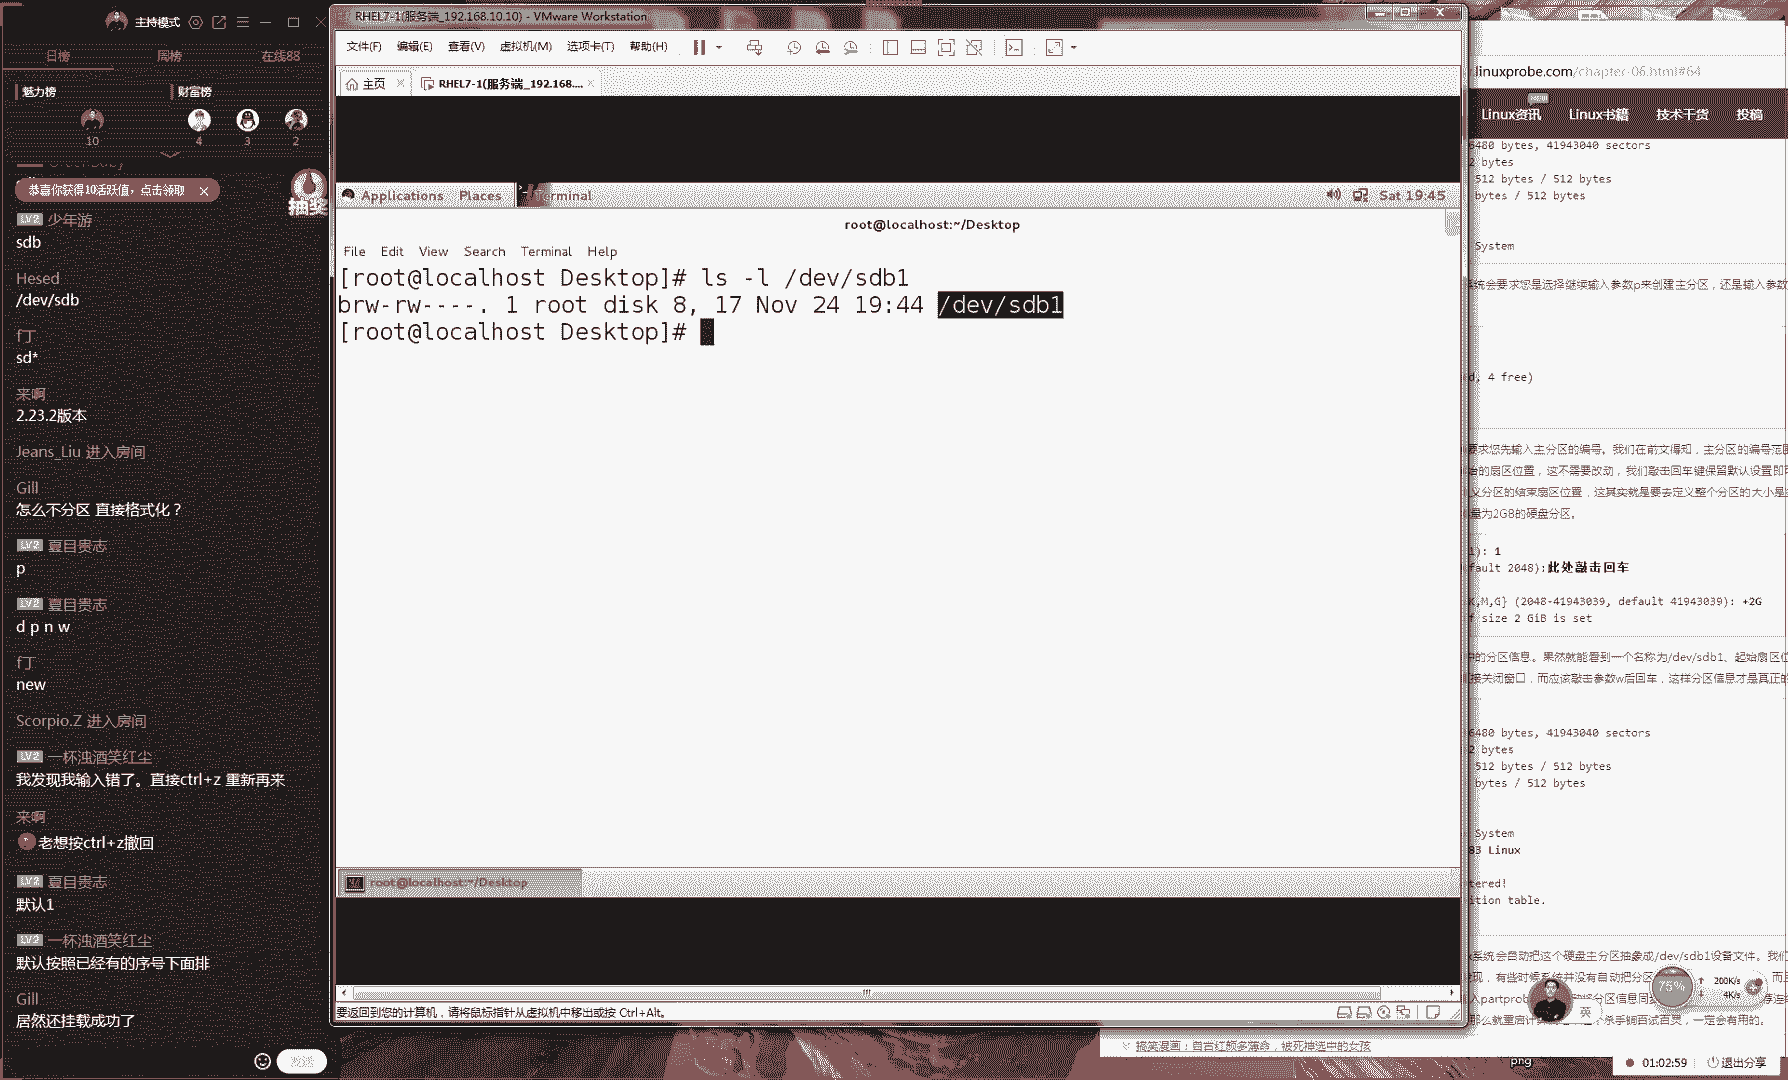 主持模式
日榜 周榜 在线88
魅力榜 财富榜
10 4 3 2
恭喜你获得10活跃值，点击领取 ×
抽奖
LV2 少年游
sdb
Hesed
/dev/sdb
f丁
sd*
来啊
2.23.2版本
Jeans_Liu 进入房间
Gill
怎么不分区 直接格式化？
LV2 夏目贵志
p
LV2 夏目贵志
d p n w
f丁
new
Scorpio.Z 进入房间
LV2 一杯浊酒笑红尘
我发现我输入错了。直接ctrl+z 重新再来
来啊
老想按ctrl+z撤回
LV2 夏目贵志
默认1
LV2 一杯浊酒笑红尘
默认按照已经有的序号下面排
Gill
居然还挂载成功了
发送
RHEL7-1(服务端_192.168.10.10) - VMware Workstation
文件(F) 编辑(E) 查看(V) 虚拟机(M) 选项卡(T) 帮助(H)
主页 × RHEL7-1(服务端_192.168.... ×
Applications Places Terminal Sat 19:45
root@localhost:~/Desktop
File Edit View Search Terminal Help
[root@localhost Desktop]# ls -l /dev/sdb1
brw-rw----. 1 root disk 8, 17 Nov 24 19:44 /dev/sdb1
[root@localhost Desktop]#
root@localhost:~/Desktop
要返回到您的计算机，请将鼠标指针从虚拟机中移出或按 Ctrl+Alt。
.linuxprobe.com/chapter-06.html#64
Linux资讯 Linux书籍 技术干货 投稿
6480 bytes, 41943040 sectors
2 bytes
512 bytes / 512 bytes
bytes / 512 bytes
System
统会要求您是选择继续输入参数p来创建主分区，还是输入参数
d, 4 free)
要求您先输入主分区的编号。我们在前文得知，主分区的编号范围
始的扇区位置，这不需要改动，我们敲击回车键保留默认设置即可
义分区的结束扇区位置，这其实就是要去定义整个分区的大小是
量为2GB的硬盘分区。
1): 1
fault 2048):此处敲击回车
K,M,G} (2048-41943039, default 41943039): +2G
f size 2 GiB is set
中的分区信息。果然就能看到一个名称为/dev/sdb1、起始扇区位
接关闭窗口，而应该敲击参数w后回车，这样分区信息才是真正的
6480 bytes, 41943040 sectors
2 bytes
512 bytes / 512 bytes
bytes / 512 bytes
System
83 Linux
tered!
ition table.
系统会自动把这个硬盘主分区抽象成/dev/sdb1设备文件。我们
现，有些时候系统并没有自动把分区
入partprobe
那么就重启计 杀手锏百试百灵，一定会有用的。
75% 200K/s 4K/s
英
搞笑漫画：自古红颜多薄命，被死神选中的女孩
png
01:02:59 退出分享